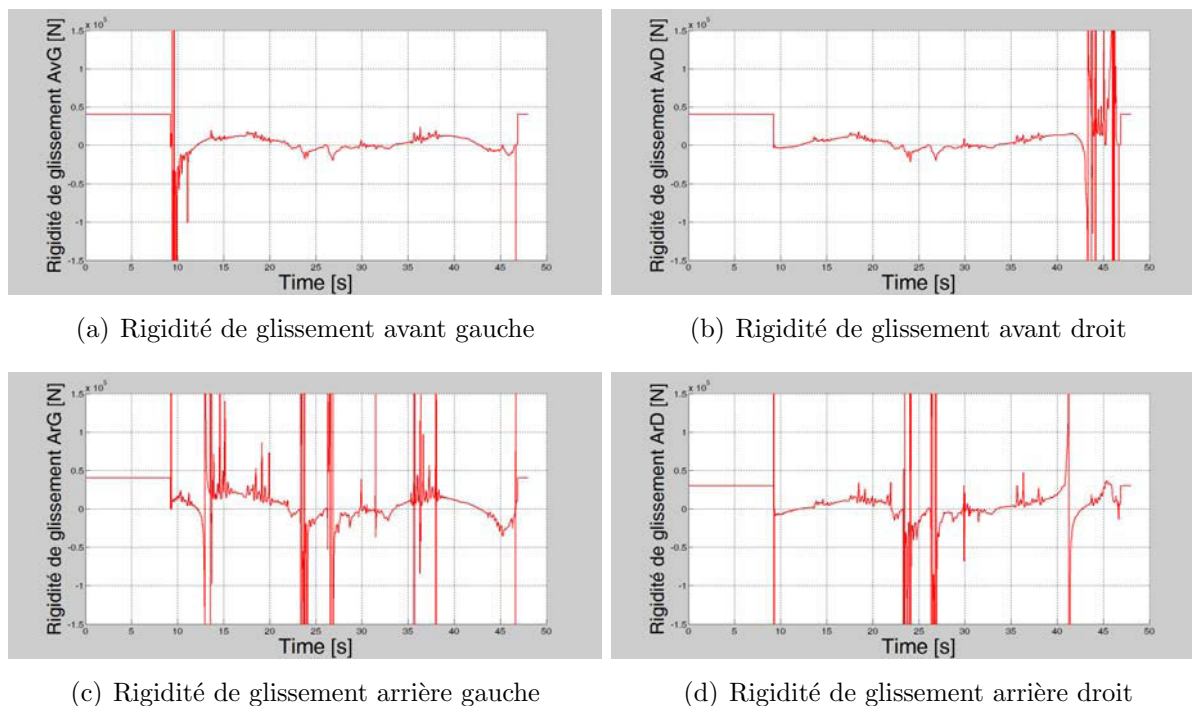 Rigidité de glissement AvG [N]
x 10^5
1.5
1
0.5
0
-0.5
-1
-1.5
0 5 10 15 20 25 30 35 40 45 50
Time [s]
(a) Rigidité de glissement avant gauche
Rigidité de glissement AvD [N]
x 10^5
1.5
1
0.5
0
-0.5
-1
-1.5
0 5 10 15 20 25 30 35 40 45 50
Time [s]
(b) Rigidité de glissement avant droit
Rigidité de glissement ArG [N]
x 10^5
1.5
1
0.5
0
-0.5
-1
-1.5
0 5 10 15 20 25 30 35 40 45 50
Time [s]
(c) Rigidité de glissement arrière gauche
Rigidité de glissement ArD [N]
x 10^5
1.5
1
0.5
0
-0.5
-1
-1.5
0 5 10 15 20 25 30 35 40 45 50
Time [s]
(d) Rigidité de glissement arrière droit